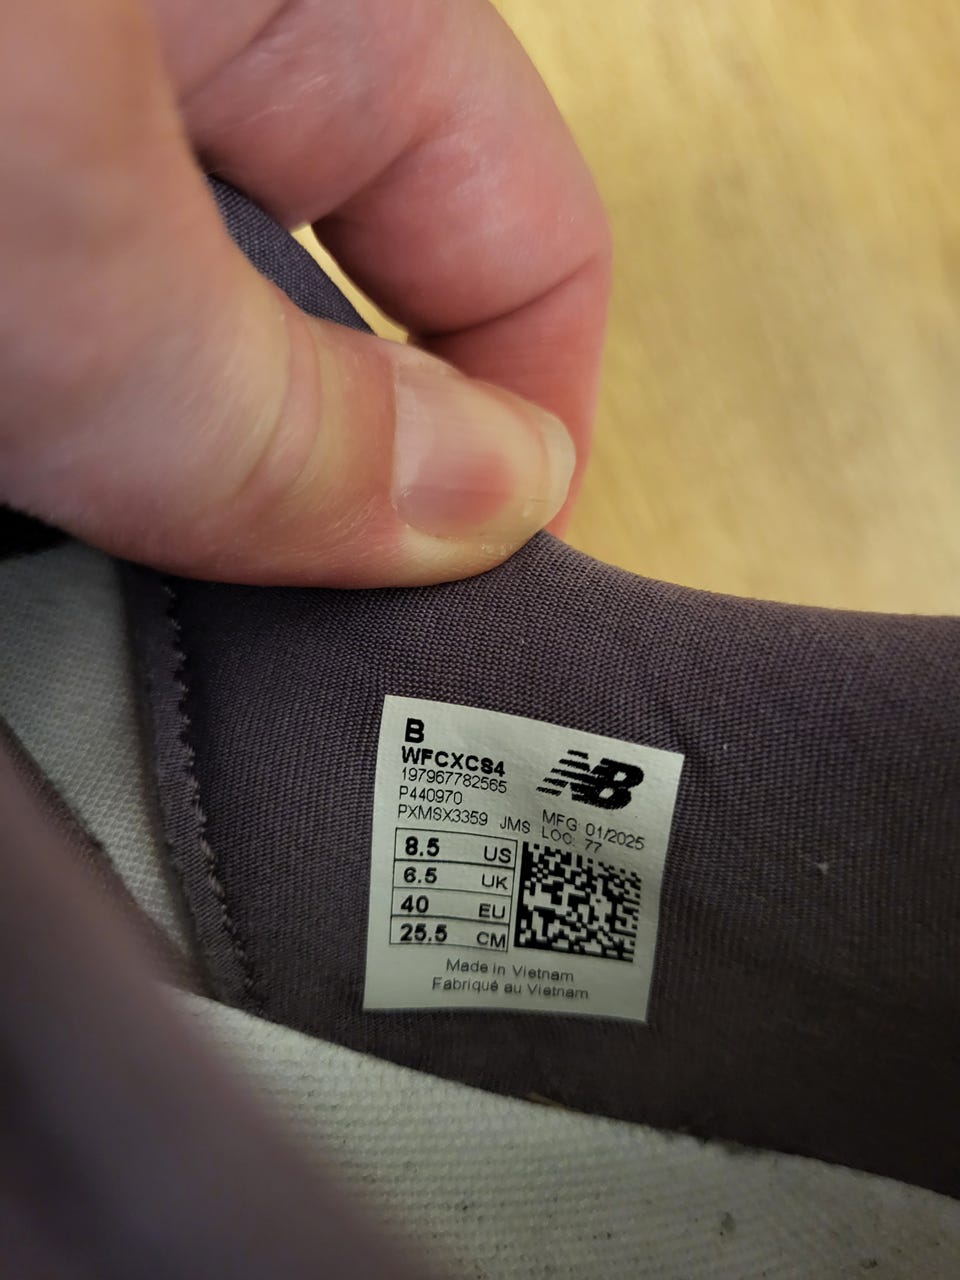 B
WFCXCS4
197967782565
P440970
PXMSX3359 JMS
NB
MFG 01/2025
LOC: 77
8.5 US
6.5 UK
40 EU
25.5 CM
Made in Vietnam
Fabriqué au Vietnam